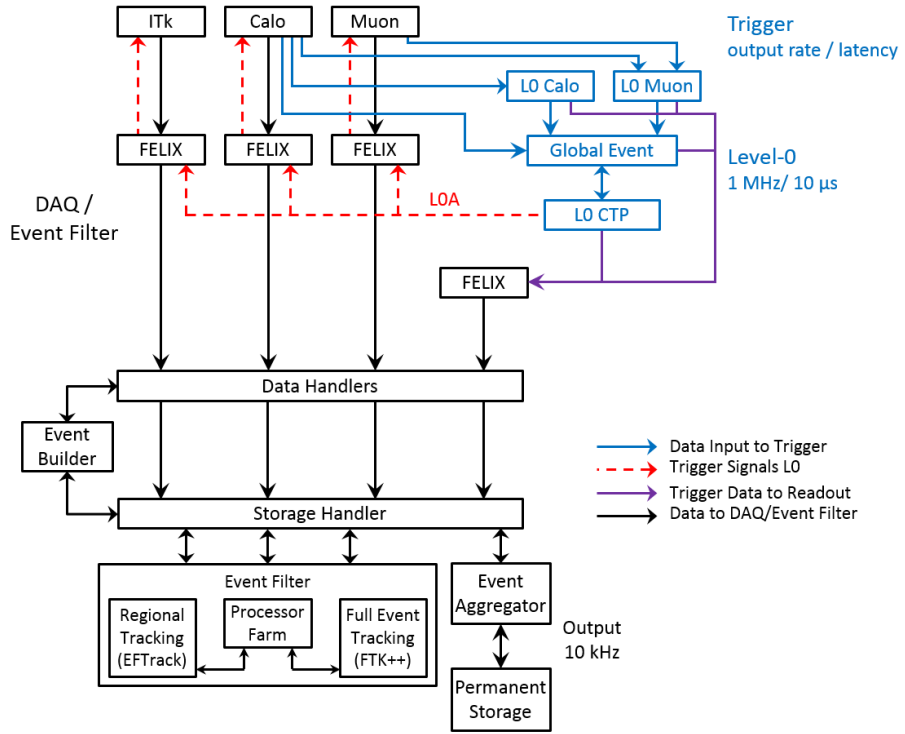 ITk
Calo
Muon
Trigger
output rate / latency
L0 Calo
L0 Muon
FELIX
FELIX
FELIX
Global Event
Level-0
1 MHz/ 10 µs
DAQ /
Event Filter
L0A
L0 CTP
FELIX
Data Handlers
Event
Builder
Data Input to Trigger
Trigger Signals L0
Trigger Data to Readout
Data to DAQ/Event Filter
Storage Handler
Event Filter
Regional
Tracking
(EFTrack)
Processor
Farm
Full Event
Tracking
(FTK++)
Event
Aggregator
Output
10 kHz
Permanent
Storage